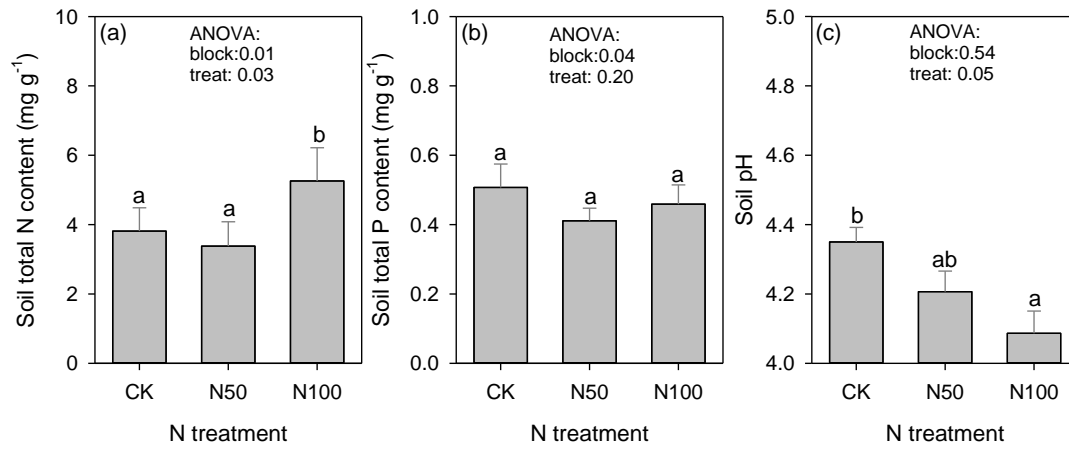 Soil total N content (mg g-1)
10
8
6
4
2
0
(a)
ANOVA:
block:0.01
treat: 0.03
a
a
b
CK
N50
N100
N treatment
Soil total P content (mg g-1)
1.0
0.8
0.6
0.4
0.2
0.0
(b)
ANOVA:
block:0.04
treat: 0.20
a
a
a
CK
N50
N100
N treatment
Soil pH
5.0
4.8
4.6
4.4
4.2
4.0
(c)
ANOVA:
block:0.54
treat: 0.05
b
ab
a
CK
N50
N100
N treatment